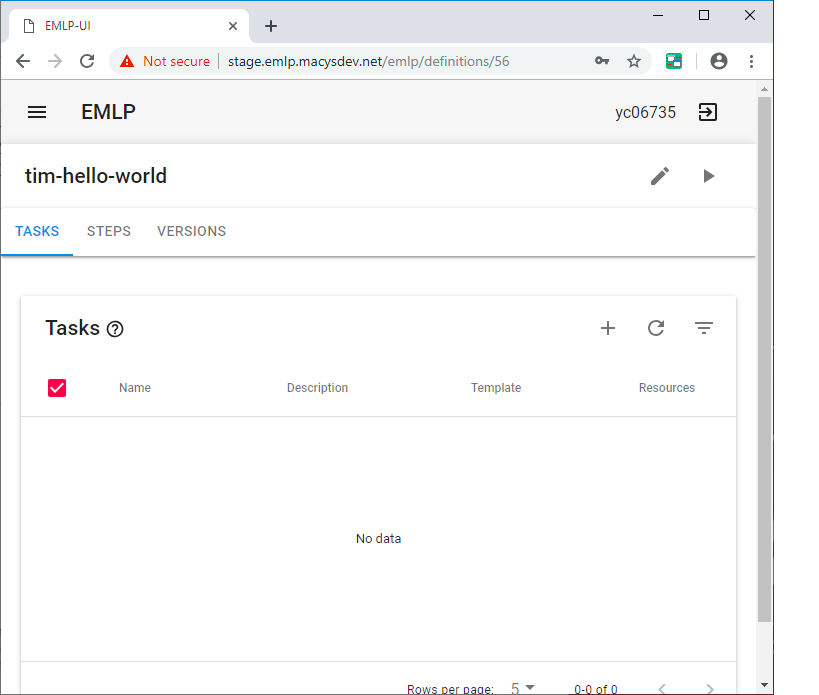 EMLP-UI
Not secure | stage.emlp.macysdev.net/emlp/definitions/56
EMLP yc06735
tim-hello-world
TASKS STEPS VERSIONS
Tasks
Name Description Template Resources
No data
Rows per page: 5 0-0 of 0